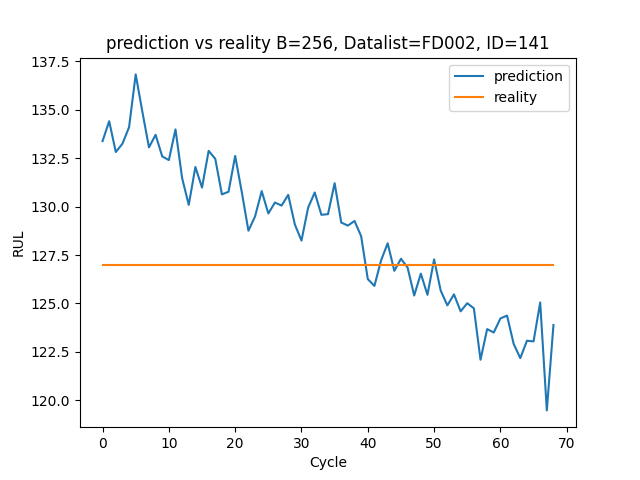 prediction vs reality B=256, Datalist=FD002, ID=141
137.5
135.0
132.5
130.0
127.5
125.0
122.5
120.0
RUL
prediction
reality
0 10 20 30 40 50 60 70
Cycle